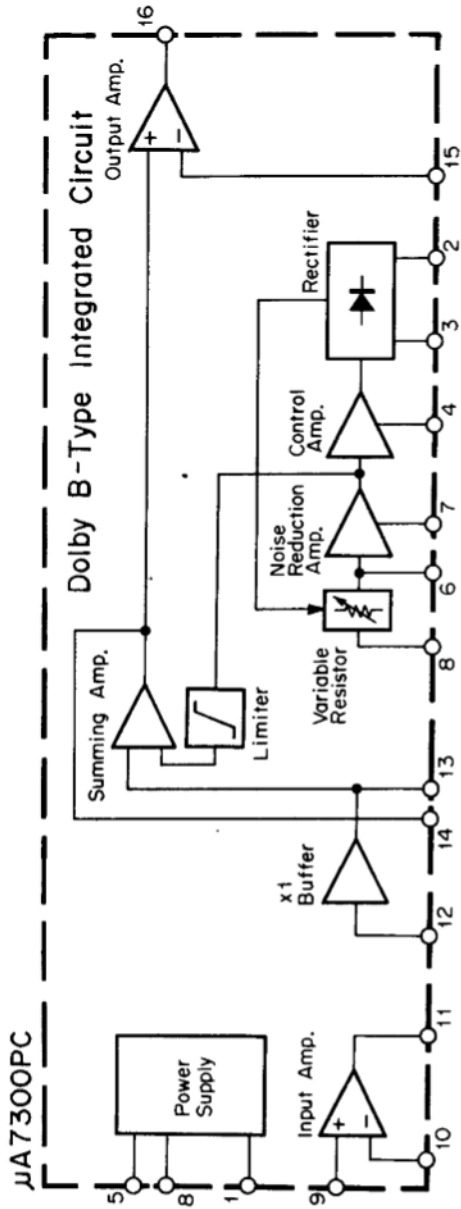 μA7300PC
Dolby B-Type Integrated Circuit
Power
Supply
5
8
1
Input Amp.
+
−
9
10
11
x1
Buffer
12
14
13
Summing Amp.
Limiter
Variable
Resistor
8
6
Noise
Reduction
Amp.
7
Control
Amp.
4
Rectifier
3
2
Output Amp.
+
−
16
15